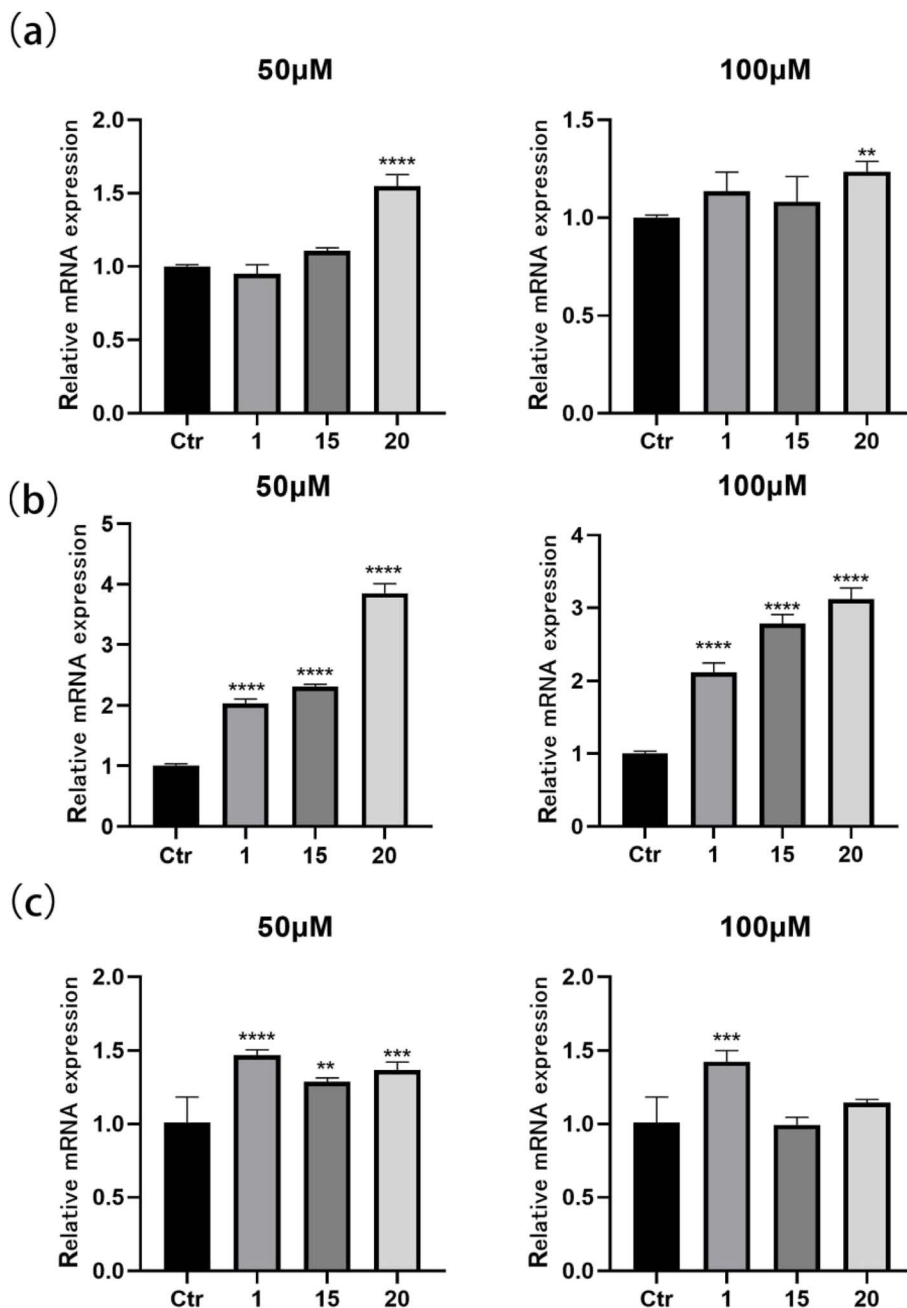 (a)
50μM
100μM
Relative mRNA expression
2.0
1.5
1.0
0.5
0.0
****
Ctr 1 15 20
Relative mRNA expression
1.5
1.0
0.5
0.0
**
Ctr 1 15 20
(b)
50μM
100μM
Relative mRNA expression
5
4
3
2
1
0
**** **** ****
Ctr 1 15 20
Relative mRNA expression
4
3
2
1
0
**** **** ****
Ctr 1 15 20
(c)
50μM
100μM
Relative mRNA expression
2.0
1.5
1.0
0.5
0.0
**** ** ***
Ctr 1 15 20
Relative mRNA expression
2.0
1.5
1.0
0.5
0.0
***
Ctr 1 15 20